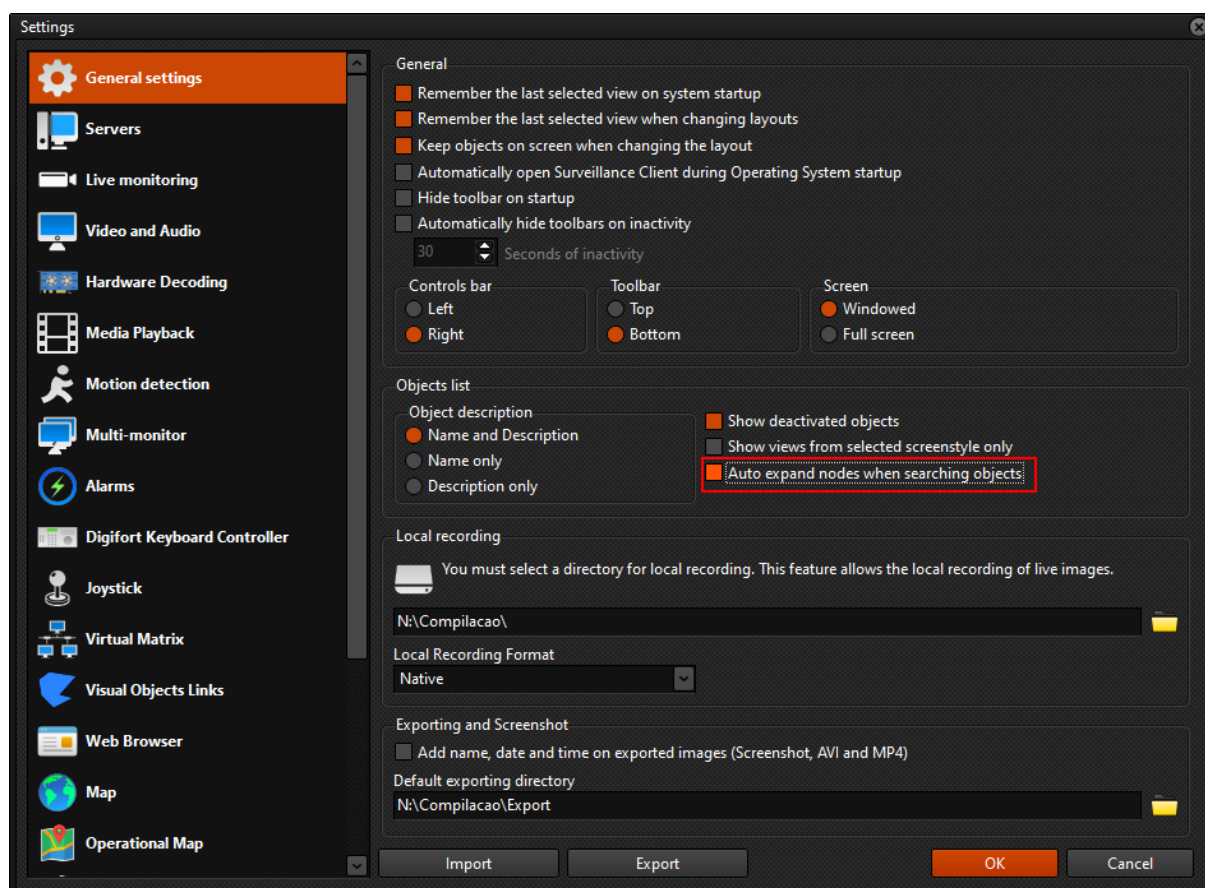 Settings
General settings
Servers
Live monitoring
Video and Audio
Hardware Decoding
Media Playback
Motion detection
Multi-monitor
Alarms
Digifort Keyboard Controller
Joystick
Virtual Matrix
Visual Objects Links
Web Browser
Map
Operational Map
General
Remember the last selected view on system startup
Remember the last selected view when changing layouts
Keep objects on screen when changing the layout
Automatically open Surveillance Client during Operating System startup
Hide toolbar on startup
Automatically hide toolbars on inactivity
30 Seconds of inactivity
Controls bar
Left
Right
Toolbar
Top
Bottom
Screen
Windowed
Full screen
Objects list
Object description
Name and Description
Name only
Description only
Show deactivated objects
Show views from selected screenstyle only
Auto expand nodes when searching objects
Local recording
You must select a directory for local recording. This feature allows the local recording of live images.
N:\Compilacao\
Local Recording Format
Native
Exporting and Screenshot
Add name, date and time on exported images (Screenshot, AVI and MP4)
Default exporting directory
N:\Compilacao\Export
Import
Export
OK
Cancel